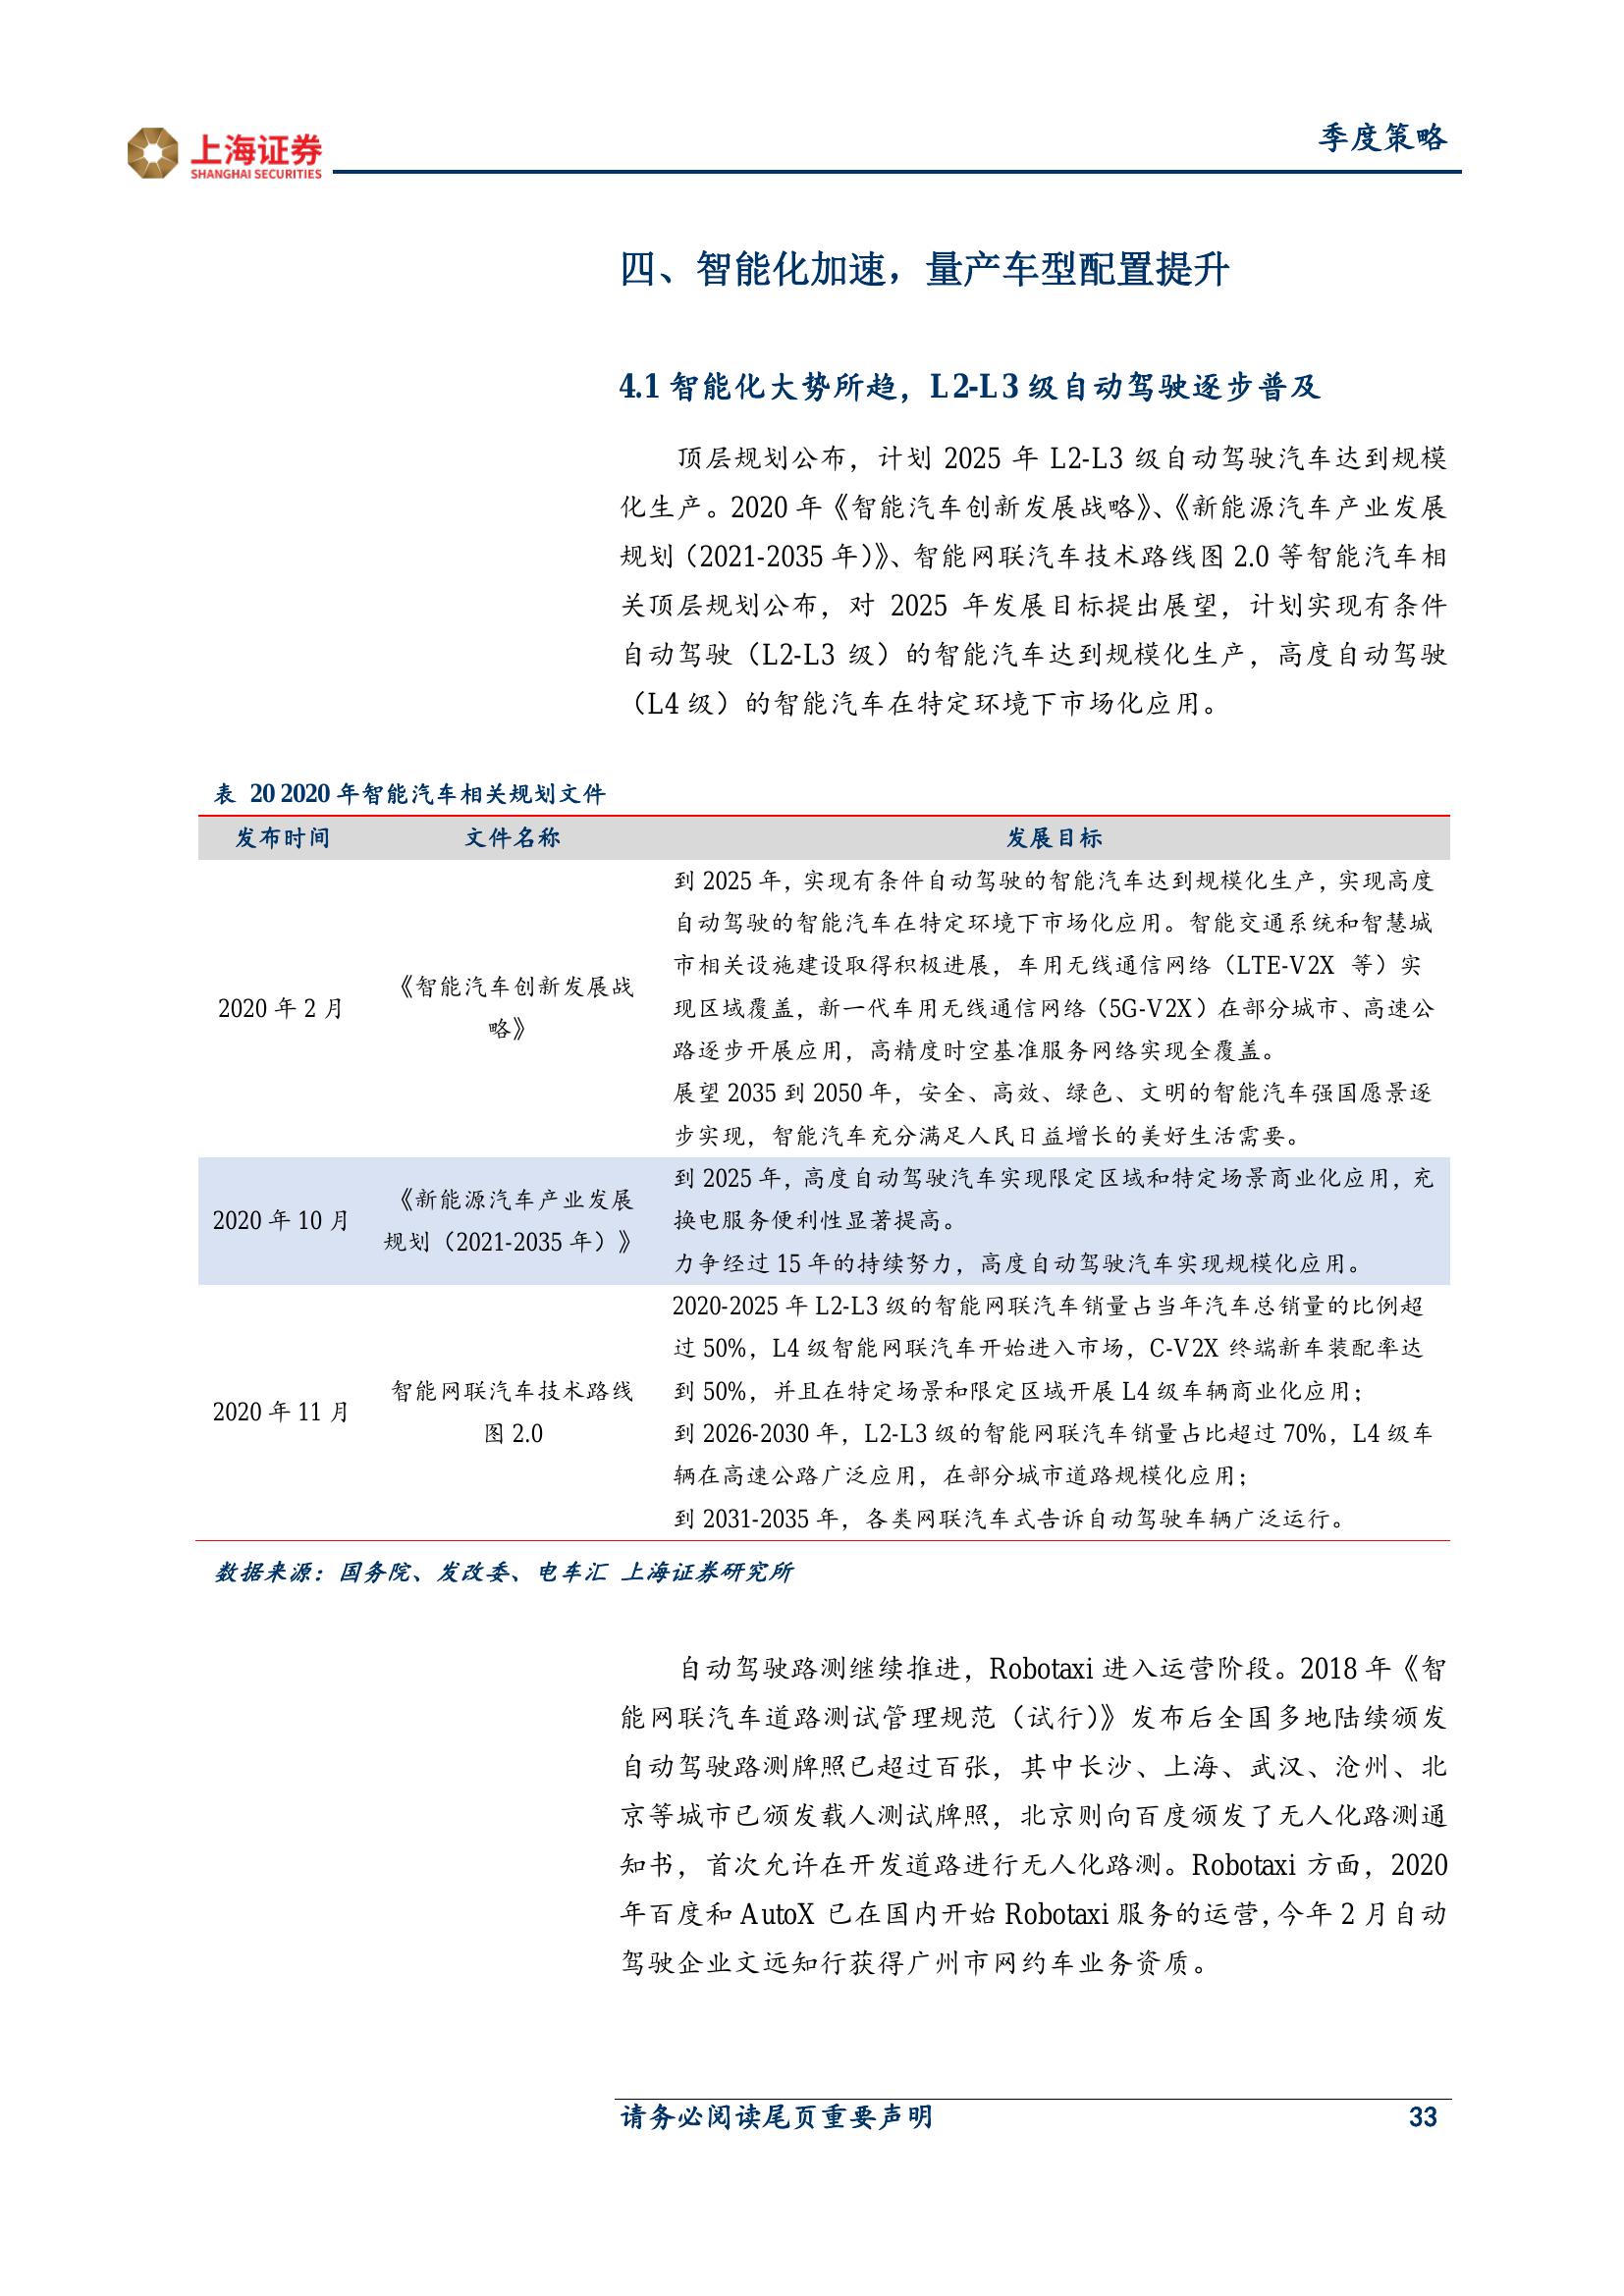 上海证券
SHANGHAI SECURITIES
季度策略
四、智能化加速，量产车型配置提升
4.1 智能化大势所趋，L2-L3 级自动驾驶逐步普及
顶层规划公布，计划 2025 年 L2-L3 级自动驾驶汽车达到规模
化生产。2020 年《智能汽车创新发展战略》、《新能源汽车产业发展
规划（2021-2035 年）》、智能网联汽车技术路线图 2.0 等智能汽车相
关顶层规划公布，对 2025 年发展目标提出展望，计划实现有条件
自动驾驶（L2-L3 级）的智能汽车达到规模化生产，高度自动驾驶
（L4 级）的智能汽车在特定环境下市场化应用。
表 20 2020 年智能汽车相关规划文件
发布时间 文件名称 发展目标
2020 年 2 月
《智能汽车创新发展战
略》
到 2025 年，实现有条件自动驾驶的智能汽车达到规模化生产，实现高度
自动驾驶的智能汽车在特定环境下市场化应用。智能交通系统和智慧城
市相关设施建设取得积极进展，车用无线通信网络（LTE-V2X 等）实
现区域覆盖，新一代车用无线通信网络（5G-V2X）在部分城市、高速公
路逐步开展应用，高精度时空基准服务网络实现全覆盖。
展望 2035 到 2050 年，安全、高效、绿色、文明的智能汽车强国愿景逐
步实现，智能汽车充分满足人民日益增长的美好生活需要。
2020 年 10 月
《新能源汽车产业发展
规划（2021-2035 年）》
到 2025 年，高度自动驾驶汽车实现限定区域和特定场景商业化应用，充
换电服务便利性显著提高。
力争经过 15 年的持续努力，高度自动驾驶汽车实现规模化应用。
2020 年 11 月
智能网联汽车技术路线
图 2.0
2020-2025 年 L2-L3 级的智能网联汽车销量占当年汽车总销量的比例超
过 50%，L4 级智能网联汽车开始进入市场，C-V2X 终端新车装配率达
到 50%，并且在特定场景和限定区域开展 L4 级车辆商业化应用；
到 2026-2030 年，L2-L3 级的智能网联汽车销量占比超过 70%，L4 级车
辆在高速公路广泛应用，在部分城市道路规模化应用；
到 2031-2035 年，各类网联汽车式告诉自动驾驶车辆广泛运行。
数据来源：国务院、发改委、电车汇 上海证券研究所
自动驾驶路测继续推进，Robotaxi 进入运营阶段。2018 年《智
能网联汽车道路测试管理规范（试行）》发布后全国多地陆续颁发
自动驾驶路测牌照已超过百张，其中长沙、上海、武汉、沧州、北
京等城市已颁发载人测试牌照，北京则向百度颁发了无人化路测通
知书，首次允许在开发道路进行无人化路测。Robotaxi 方面，2020
年百度和 AutoX 已在国内开始 Robotaxi 服务的运营，今年 2 月自动
驾驶企业文远知行获得广州市网约车业务资质。
请务必阅读尾页重要声明 33